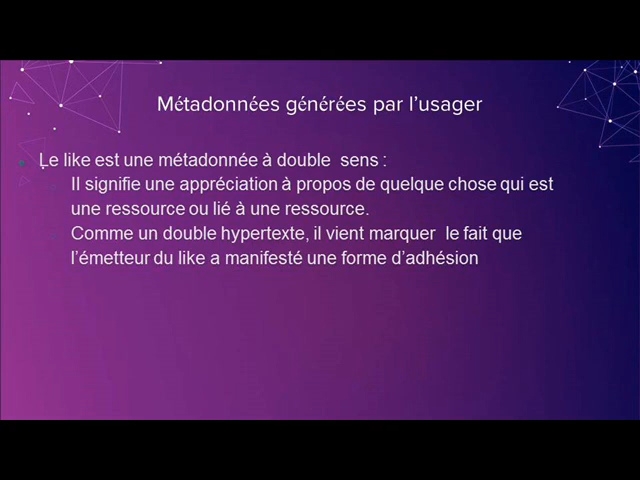 Métadonnées générées par l’usager
Le like est une métadonnée à double sens :
Il signifie une appréciation à propos de quelque chose qui est
une ressource ou lié à une ressource.
Comme un double hypertexte, il vient marquer le fait que
l’émetteur du like a manifesté une forme d’adhésion